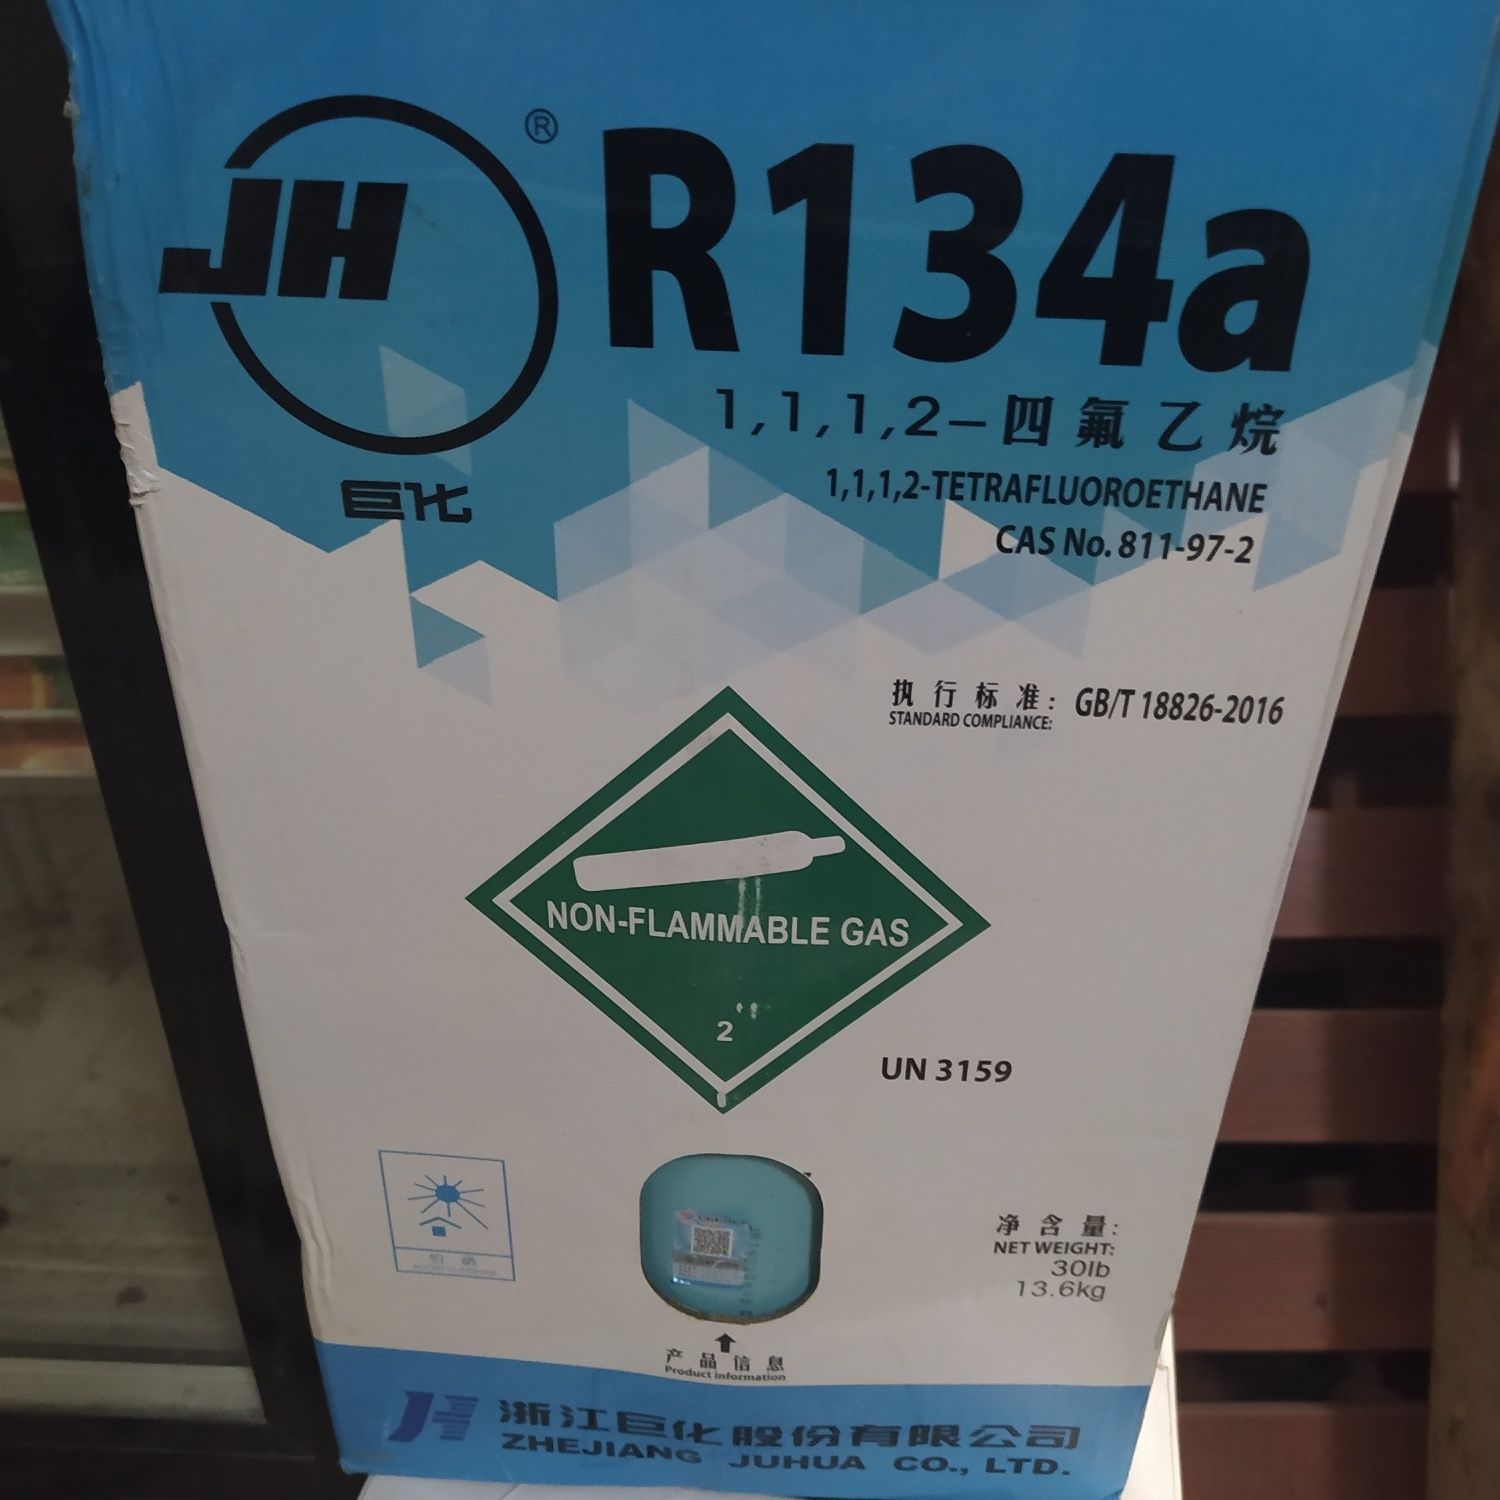 JH
®
巨化
R134a
1,1,1,2-四氟乙烷
1,1,1,2-TETRAFLUOROETHANE
CAS No. 811-97-2
执行标准: GB/T 18826-2016
STANDARD COMPLIANCE:
NON-FLAMMABLE GAS
2
UN 3159
怕晒
净含量:
NET WEIGHT:
30lb
13.6kg
产品信息
Product information
JH 浙江巨化股份有限公司
ZHEJIANG JUHUA CO., LTD.